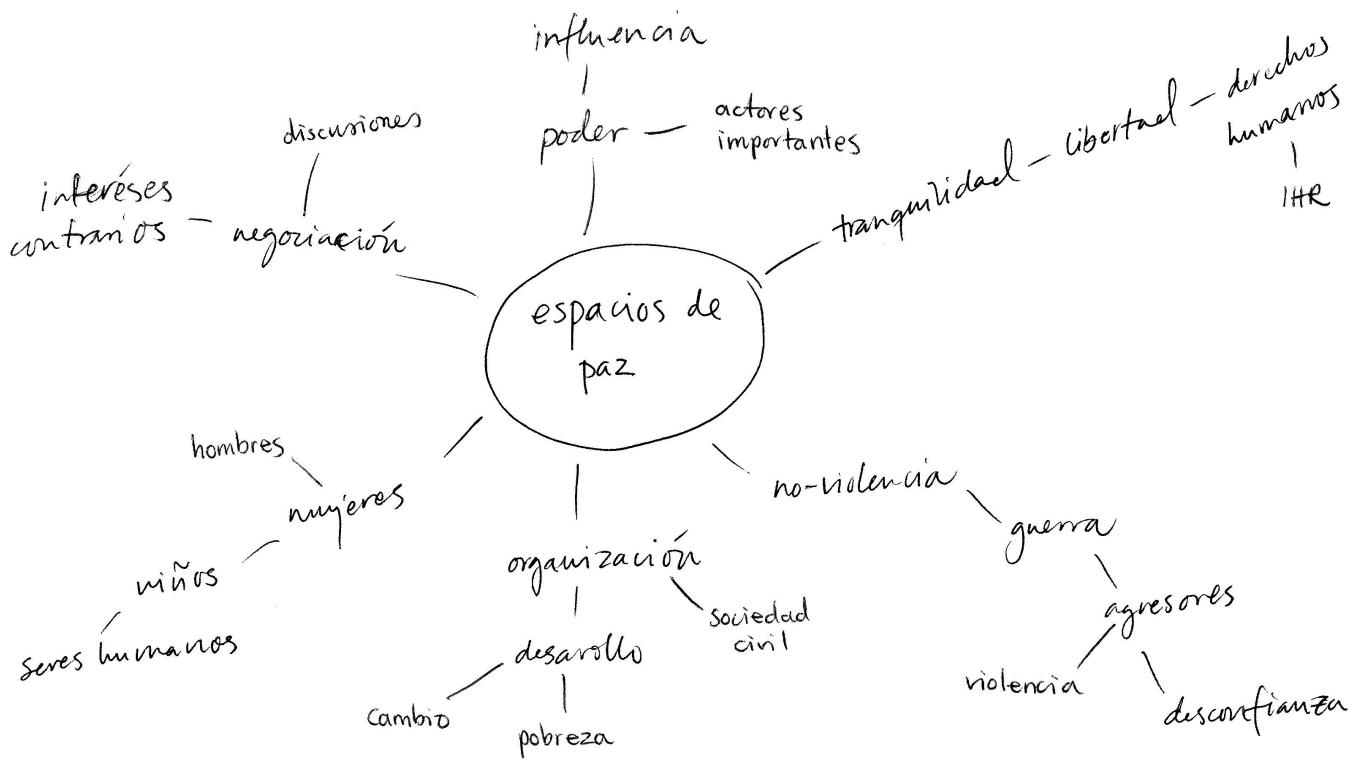 influencia
poder
actores
importantes
discusiones
interéses
contrarios
negociación
tranquilidad
libertad
derechos
humanos
IHR
espacios de
paz
hombres
mujeres
niños
seres humanos
organización
sociedad
civil
desarollo
cambio
pobreza
no-violencia
guerra
agresores
violencia
desconfianza